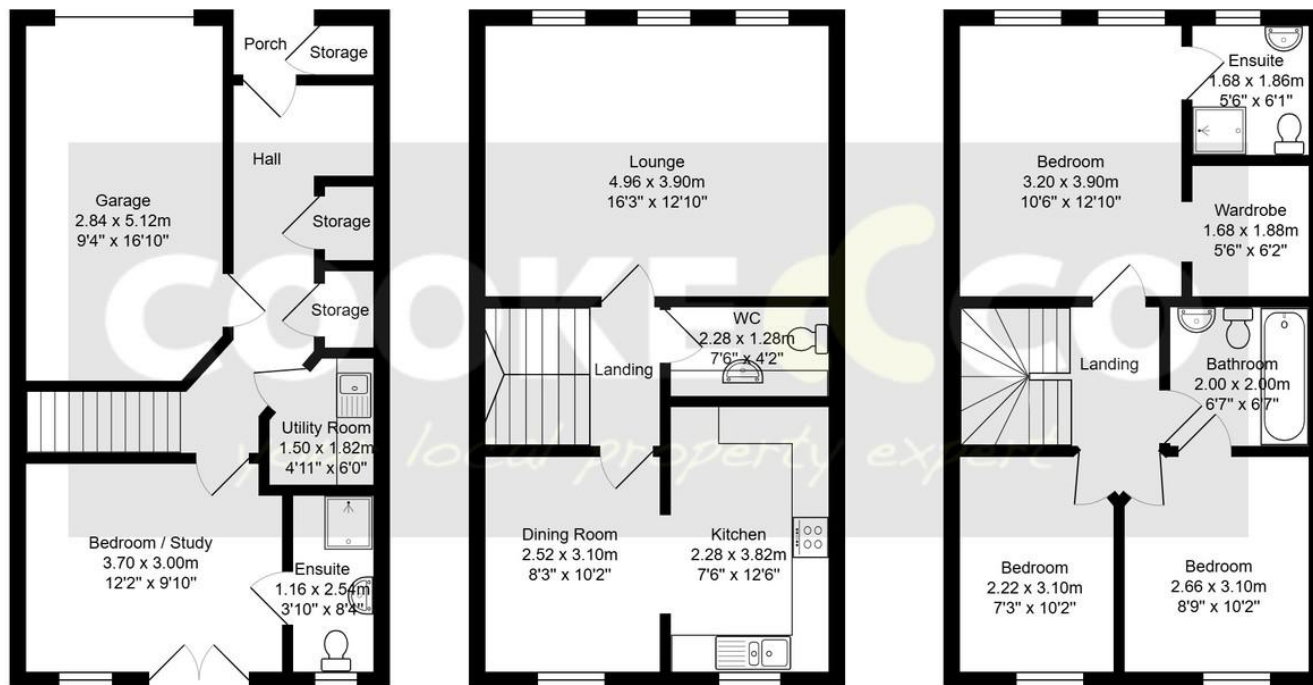 Porch
Storage
Hall
Garage
2.84 x 5.12m
9'4" x 16'10"
Storage
Storage
Utility Room
1.50 x 1.82m
4'11" x 6'0"
Bedroom / Study
3.70 x 3.00m
12'2" x 9'10"
Ensuite
1.16 x 2.54m
3'10" x 8'4"
Lounge
4.96 x 3.90m
16'3" x 12'10"
WC
2.28 x 1.28m
7'6" x 4'2"
Landing
Dining Room
2.52 x 3.10m
8'3" x 10'2"
Kitchen
2.28 x 3.82m
7'6" x 12'6"
Ensuite
1.68 x 1.86m
5'6" x 6'1"
Bedroom
3.20 x 3.90m
10'6" x 12'10"
Wardrobe
1.68 x 1.88m
5'6" x 6'2"
Landing
Bathroom
2.00 x 2.00m
6'7" x 6'7"
Bedroom
2.22 x 3.10m
7'3" x 10'2"
Bedroom
2.66 x 3.10m
8'9" x 10'2"
COOKE & CO
your local property expert